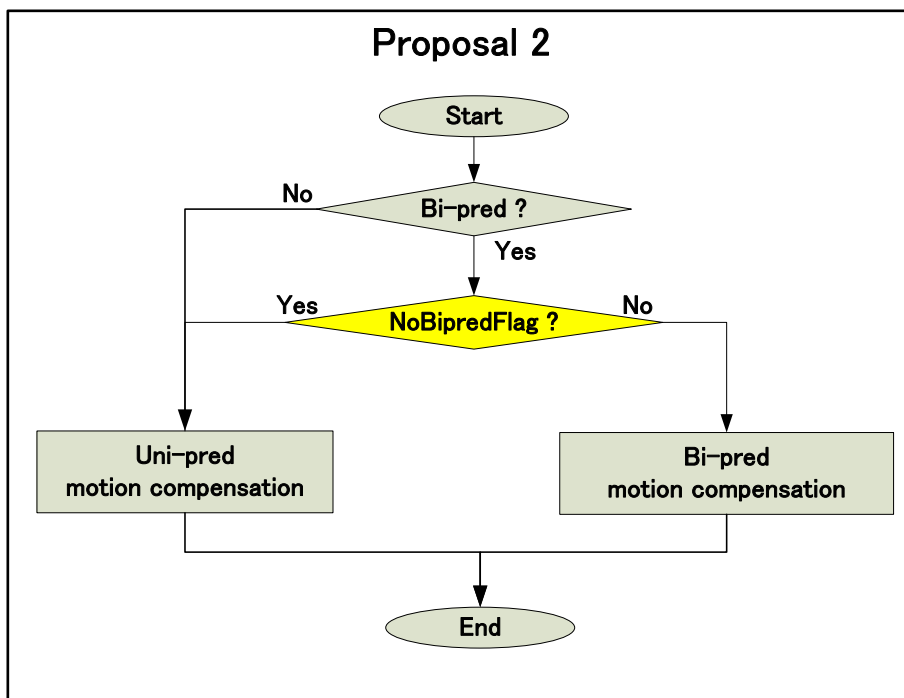 Proposal 2
Start
No
Bi-pred ?
Yes
Yes
NoBipredFlag ?
No
Uni-pred
motion compensation
Bi-pred
motion compensation
End